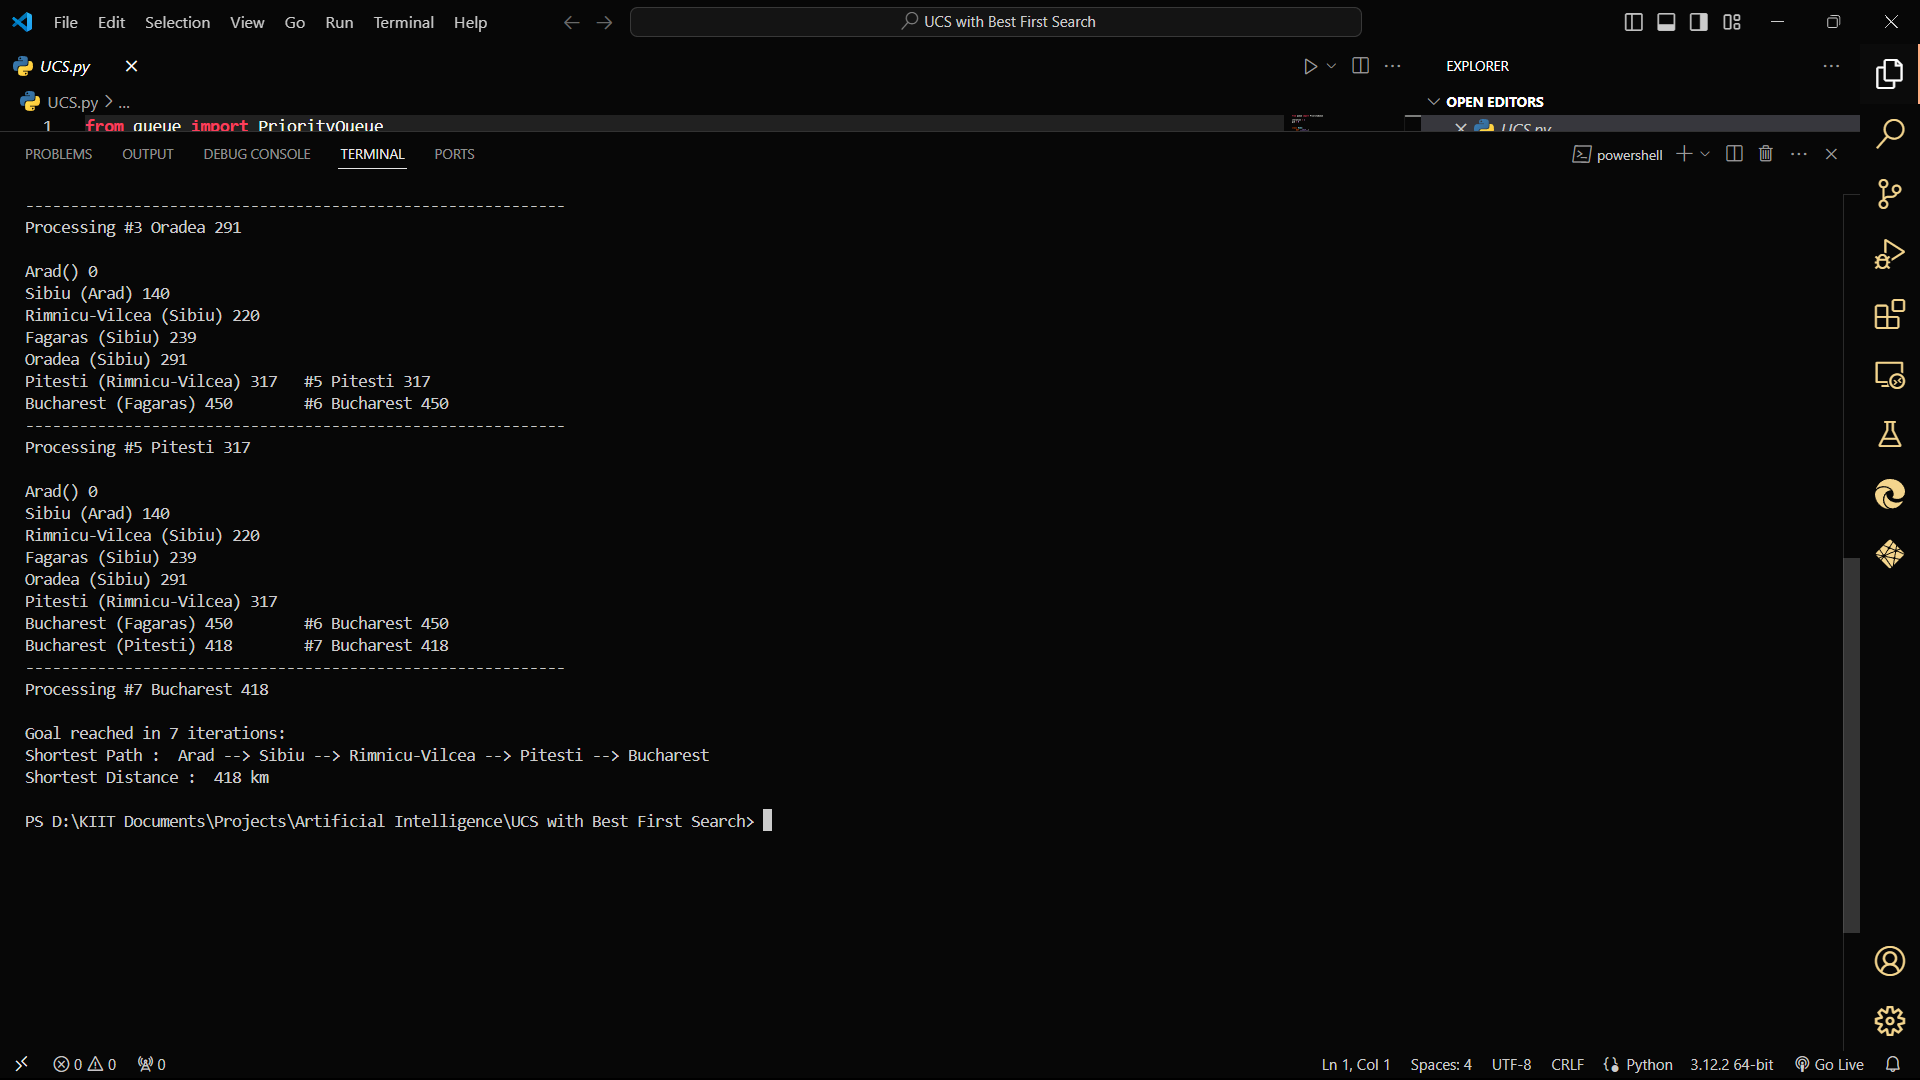 File Edit Selection View Go Run Terminal Help
UCS with Best First Search
UCS.py
EXPLORER
UCS.py > ...
OPEN EDITORS
1 from queue import PriorityQueue
UCS.py
PROBLEMS OUTPUT DEBUG CONSOLE TERMINAL PORTS
powershell
------------------------------------------------------------
Processing #3 Oradea 291
Arad() 0
Sibiu (Arad) 140
Rimnicu-Vilcea (Sibiu) 220
Fagaras (Sibiu) 239
Oradea (Sibiu) 291
Pitesti (Rimnicu-Vilcea) 317 #5 Pitesti 317
Bucharest (Fagaras) 450 #6 Bucharest 450
------------------------------------------------------------
Processing #5 Pitesti 317
Arad() 0
Sibiu (Arad) 140
Rimnicu-Vilcea (Sibiu) 220
Fagaras (Sibiu) 239
Oradea (Sibiu) 291
Pitesti (Rimnicu-Vilcea) 317
Bucharest (Fagaras) 450 #6 Bucharest 450
Bucharest (Pitesti) 418 #7 Bucharest 418
------------------------------------------------------------
Processing #7 Bucharest 418
Goal reached in 7 iterations:
Shortest Path :  Arad --> Sibiu --> Rimnicu-Vilcea --> Pitesti --> Bucharest
Shortest Distance :  418 km
PS D:\KIIT Documents\Projects\Artificial Intelligence\UCS with Best First Search>
0 0 0
Ln 1, Col 1 Spaces: 4 UTF-8 CRLF Python 3.12.2 64-bit Go Live